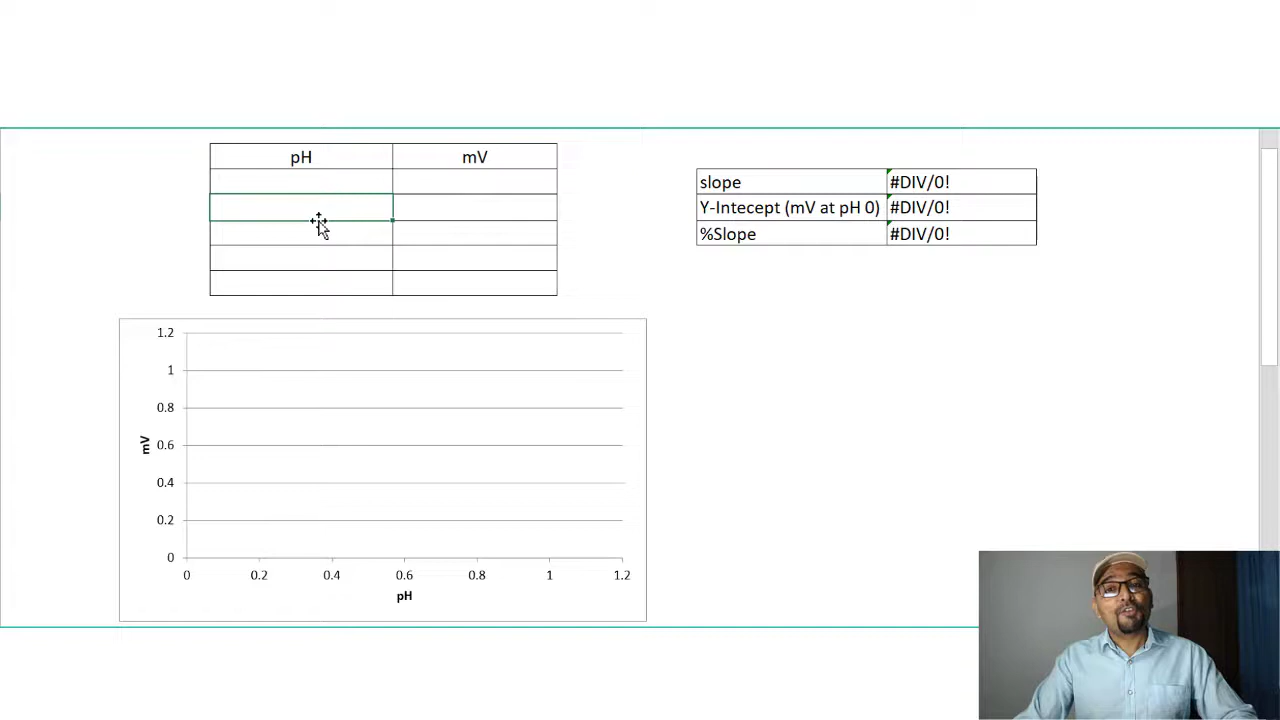 pH mV
slope #DIV/0!
Y-Intecept (mV at pH 0) #DIV/0!
%Slope #DIV/0!
1.2
1
0.8
0.6
0.4
0.2
0
mV
0 0.2 0.4 0.6 0.8 1 1.2
pH